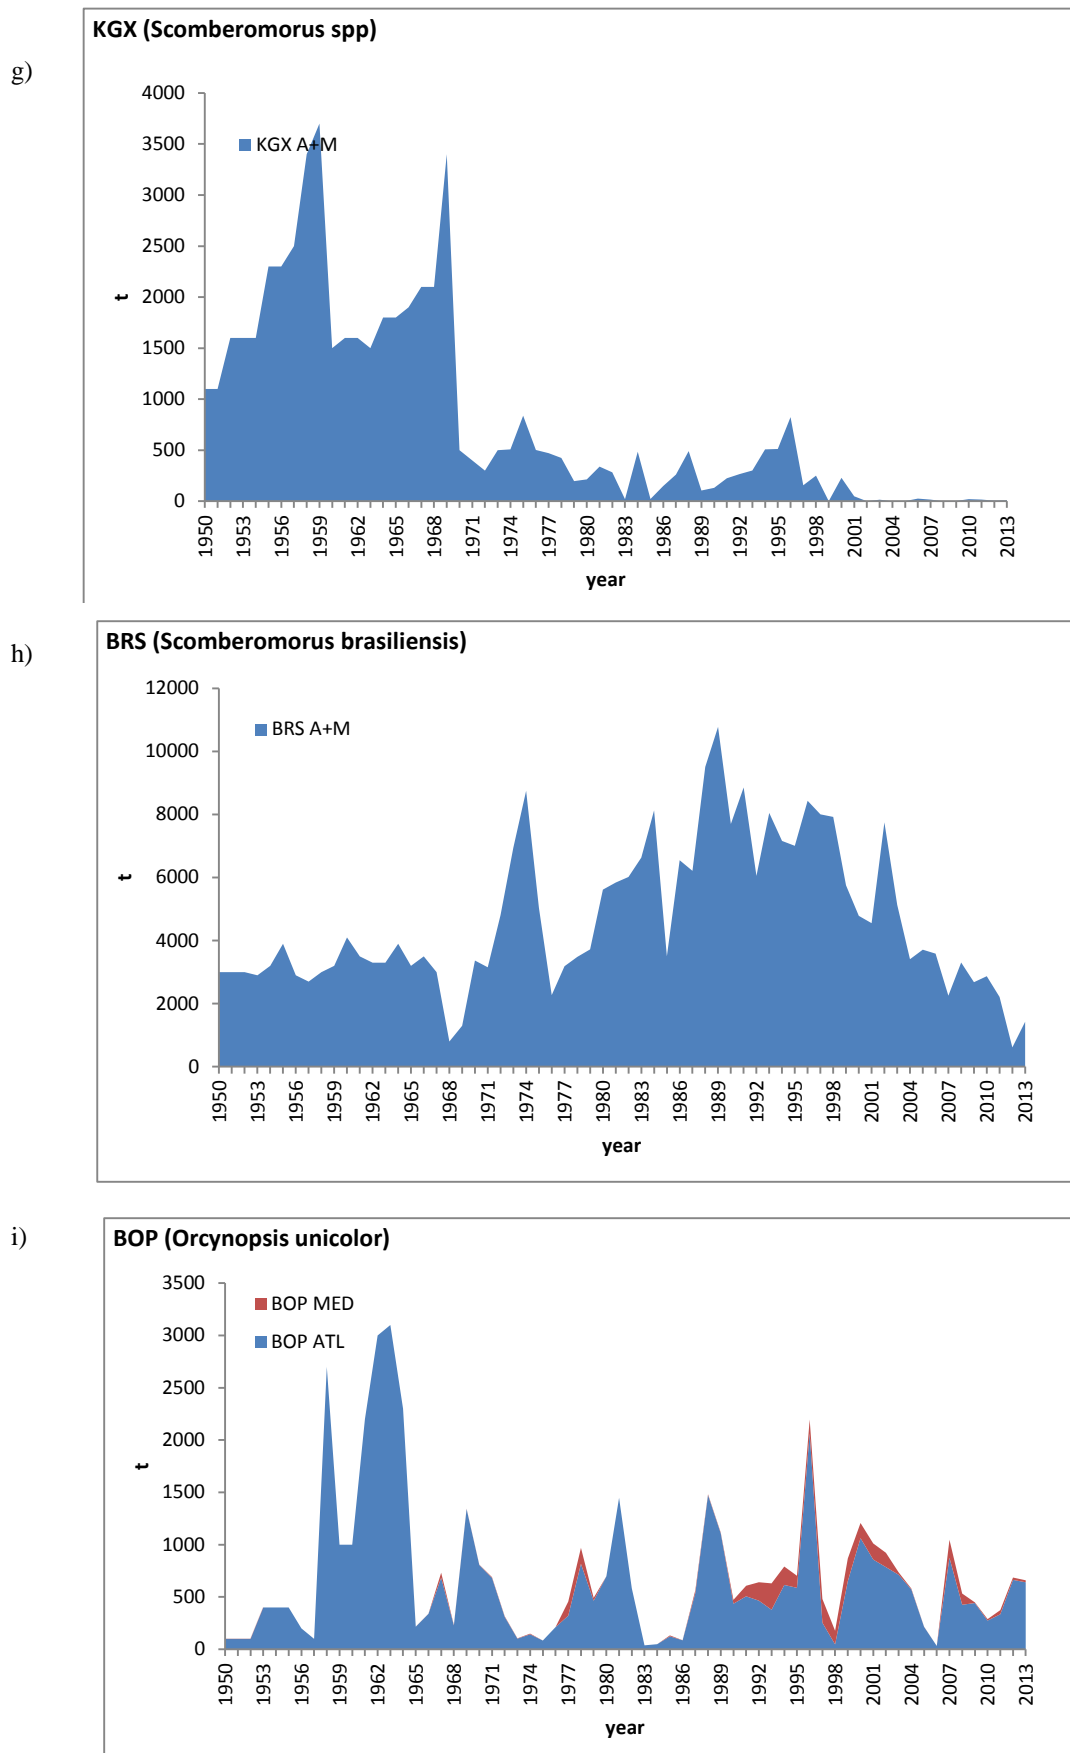 KGX (Scomberomorus spp)
g)
4000
3500
3000
2500
2000
1500
1000
500
0
t
KGX A+M
1950 1953 1956 1959 1962 1965 1968 1971 1974 1977 1980 1983 1986 1989 1992 1995 1998 2001 2004 2007 2010 2013
year
BRS (Scomberomorus brasiliensis)
h)
12000
10000
8000
6000
4000
2000
0
t
BRS A+M
1950 1953 1956 1959 1962 1965 1968 1971 1974 1977 1980 1983 1986 1989 1992 1995 1998 2001 2004 2007 2010 2013
year
i)
BOP (Orcynopsis unicolor)
3500
3000
2500
2000
1500
1000
500
0
t
BOP MED
BOP ATL
1950 1953 1956 1959 1962 1965 1968 1971 1974 1977 1980 1983 1986 1989 1992 1995 1998 2001 2004 2007 2010 2013
year